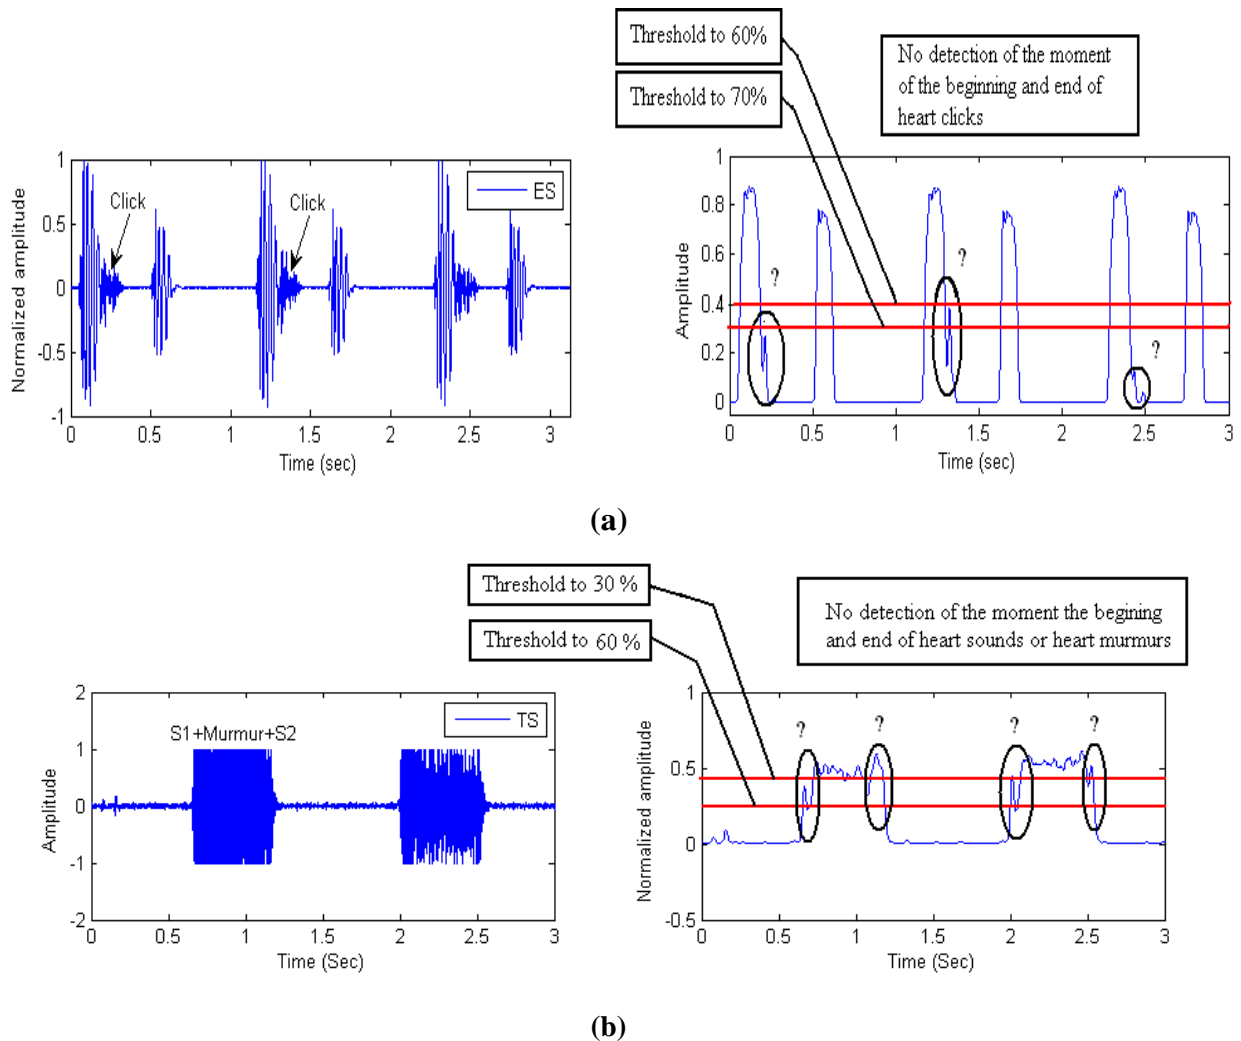 Threshold to 60%
Threshold to 70%
No detection of the moment
of the beginning and end of
heart clicks
1
0.5
0
-0.5
-1
Normalized amplitude
Click
Click
ES
0
0.5
1
1.5
2
2.5
3
Time (sec)
1
0.8
0.6
0.4
0.2
0
Amplitude
?
?
?
0
0.5
1
1.5
2
2.5
3
Time (sec)
(a)
Threshold to 30 %
Threshold to 60 %
No detection of the moment the begining
and end of heart sounds or heart murmurs
2
1
0
-1
-2
Amplitude
S1+Murmur+S2
TS
0
0.5
1
1.5
2
2.5
3
Time (Sec)
1
0.5
0
-0.5
Normalized amplitude
?
?
?
?
0
0.5
1
1.5
2
2.5
3
Time (Sec)
(b)